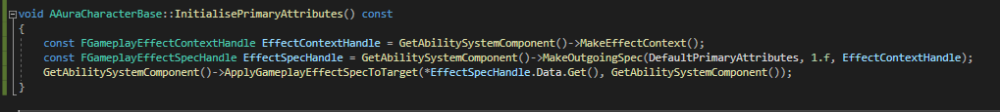 void AAuraCharacterBase::InitialisePrimaryAttributes() const
{
    const FGameplayEffectContextHandle EffectContextHandle = GetAbilitySystemComponent()->MakeEffectContext();
    const FGameplayEffectSpecHandle EffectSpecHandle = GetAbilitySystemComponent()->MakeOutgoingSpec(DefaultPrimaryAttributes, 1.f, EffectContextHandle);
    GetAbilitySystemComponent()->ApplyGameplayEffectSpecToTarget(*EffectSpecHandle.Data.Get(), GetAbilitySystemComponent());
}